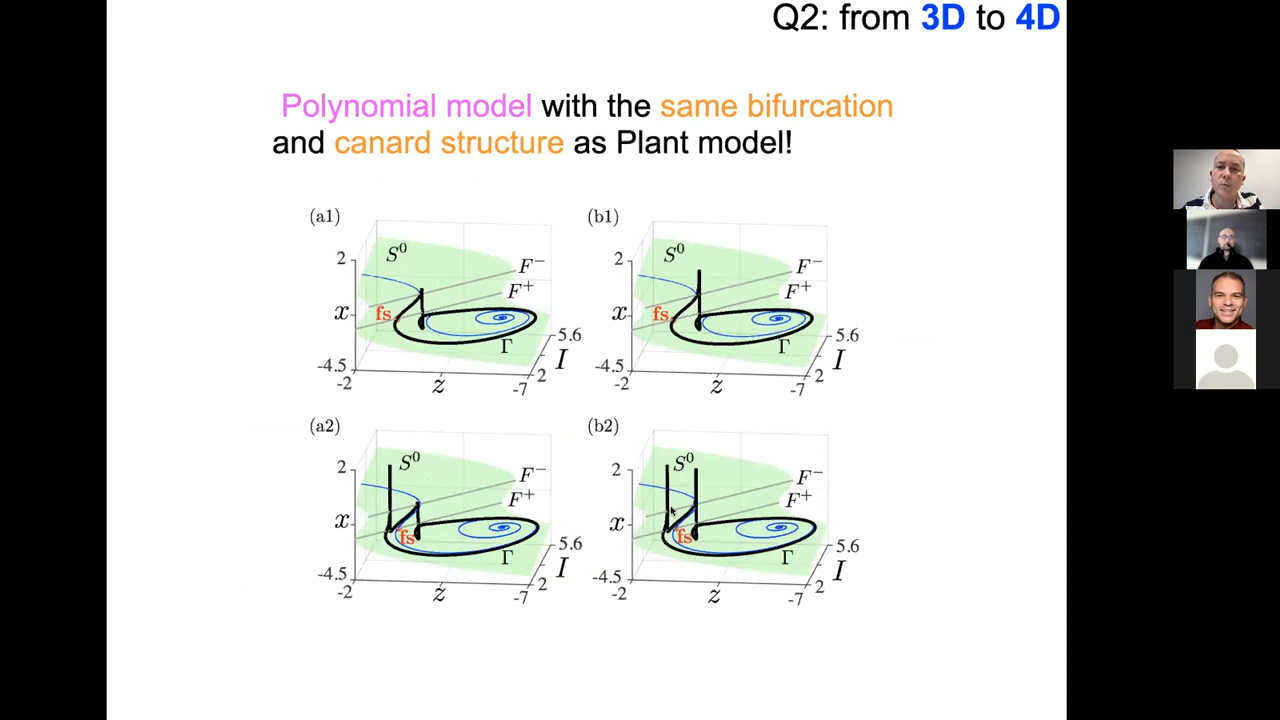 Q2: from 3D to 4D
Polynomial model with the same bifurcation
and canard structure as Plant model!
(a1)
S⁰
F⁻
F⁺
2
x
fs
Γ
5.6
I
-4.5
-2
z
-7
2
(b1)
S⁰
F⁻
F⁺
2
x
fs
Γ
5.6
I
-4.5
-2
z
-7
2
(a2)
S⁰
F⁻
F⁺
2
x
fs
Γ
5.6
I
-4.5
-2
z
-7
2
(b2)
S⁰
F⁻
F⁺
2
x
fs
Γ
5.6
I
-4.5
-2
z
-7
2